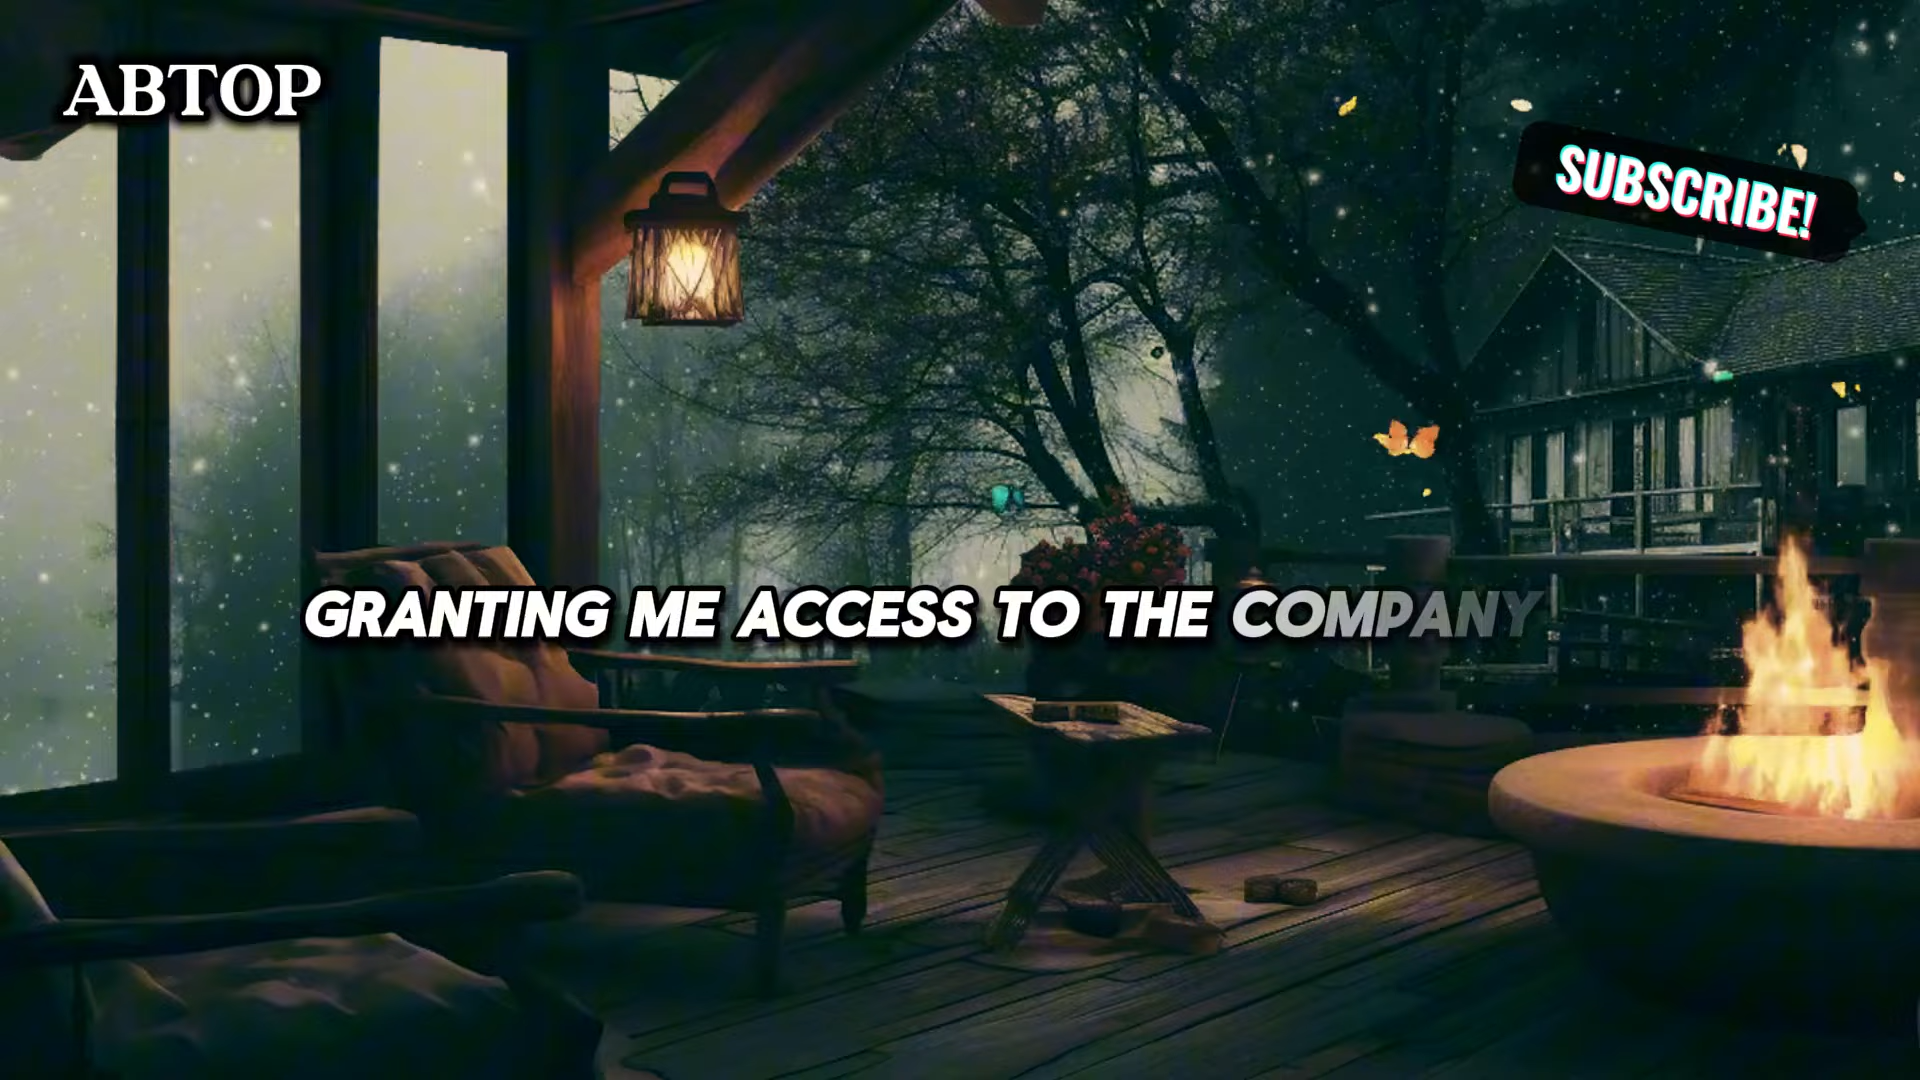 АВТОР
SUBSCRIBE!
GRANTING ME ACCESS TO THE COMPANY